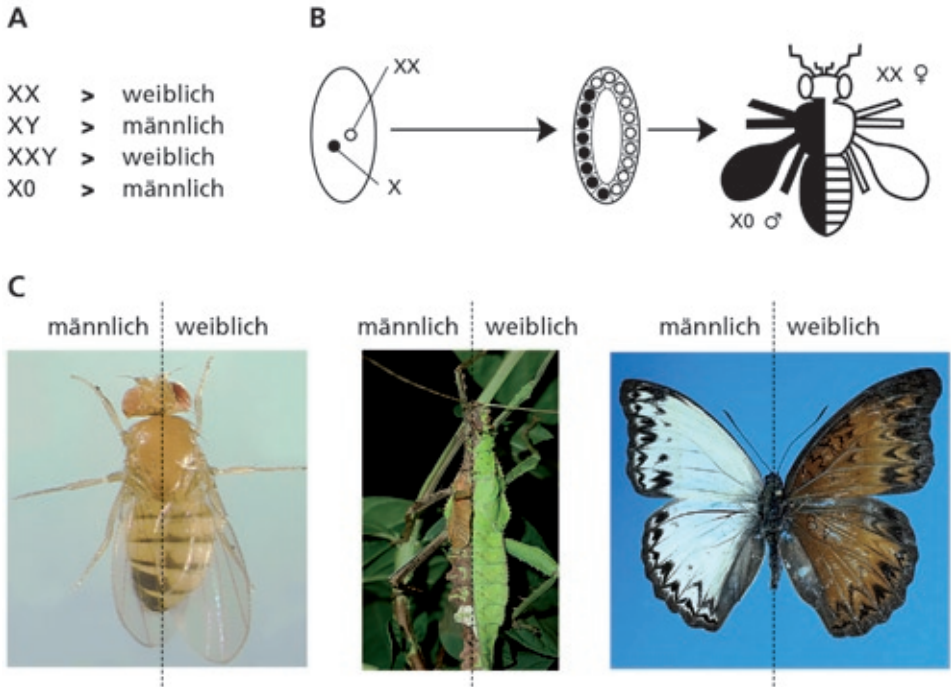 A
XX > weiblich
XY > männlich
XXY > weiblich
X0 > männlich
B
XX
X
XX ♀
X0 ♂
C
männlich weiblich
männlich weiblich
männlich weiblich